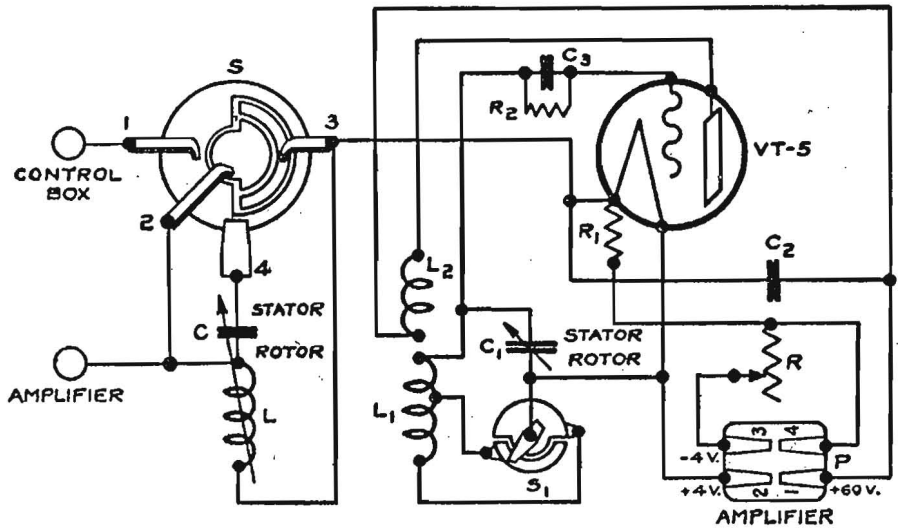 S
1
3
CONTROL
BOX
2
4
STATOR
C
ROTOR
AMPLIFIER
L
C3
R2
VT-5
R1
C2
L2
STATOR
C1
ROTOR
L1
R
S1
3 4
-4V.
P
+4V.
2 1
+60V.
AMPLIFIER